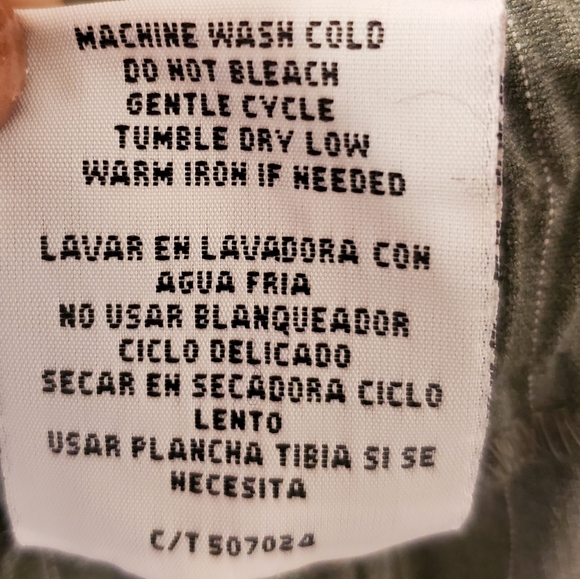 MACHINE WASH COLD
DO NOT BLEACH
GENTLE CYCLE
TUMBLE DRY LOW
WARM IRON IF NEEDED
LAVAR EN LAVADORA CON
AGUA FRIA
NO USAR BLANQUEADOR
CICLO DELICADO
SECAR EN SECADORA CICLO
LENTO
USAR PLANCHA TIBIA SI SE
NECESITA
C/T 507024